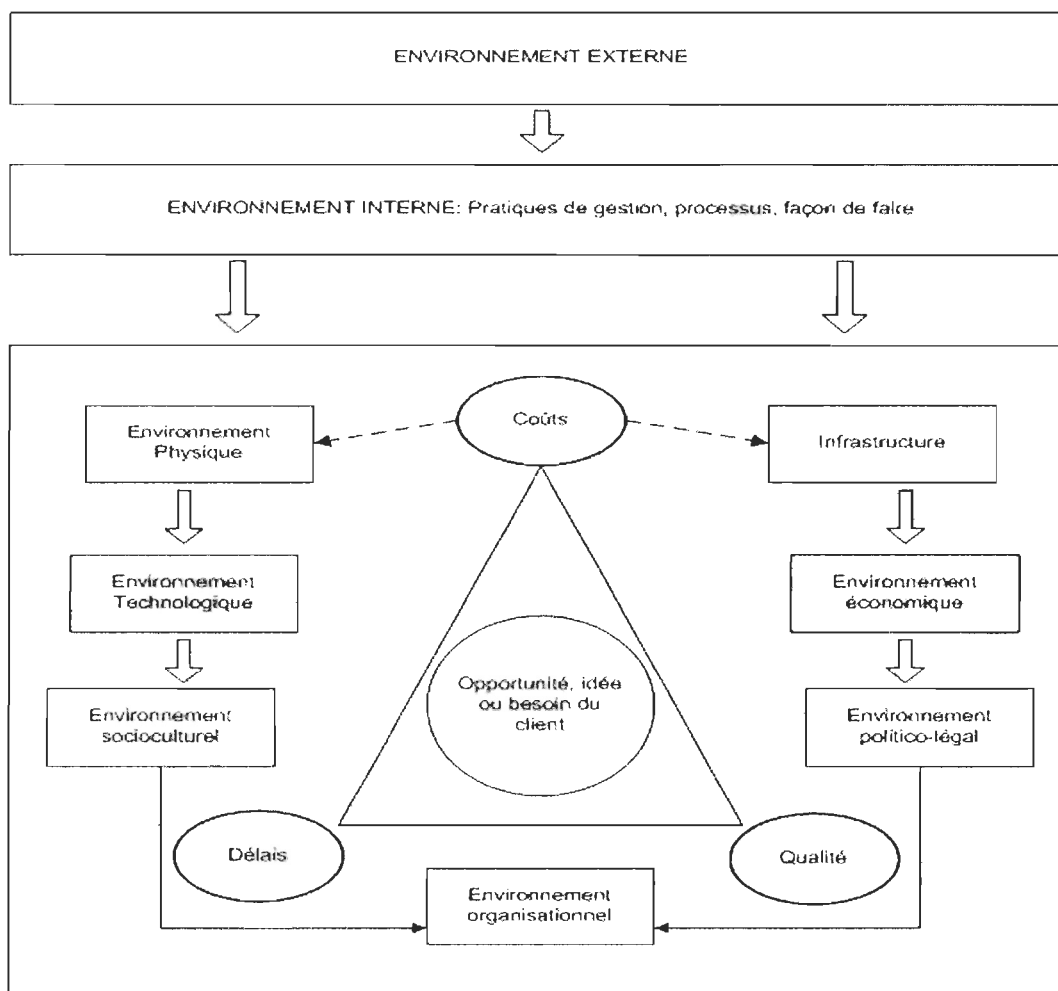 ENVIRONNEMENT EXTERNE
ENVIRONNEMENT INTERNE: Pratiques de gestion, processus, façon de faire
Coûts
Environnement
Physique
Infrastructure
Environnement
Technologique
Environnement
économique
Opportunité, idée
ou besoin du
client
Environnement
socioculturel
Environnement
politico-légal
Délais
Qualité
Environnement
organisationnel